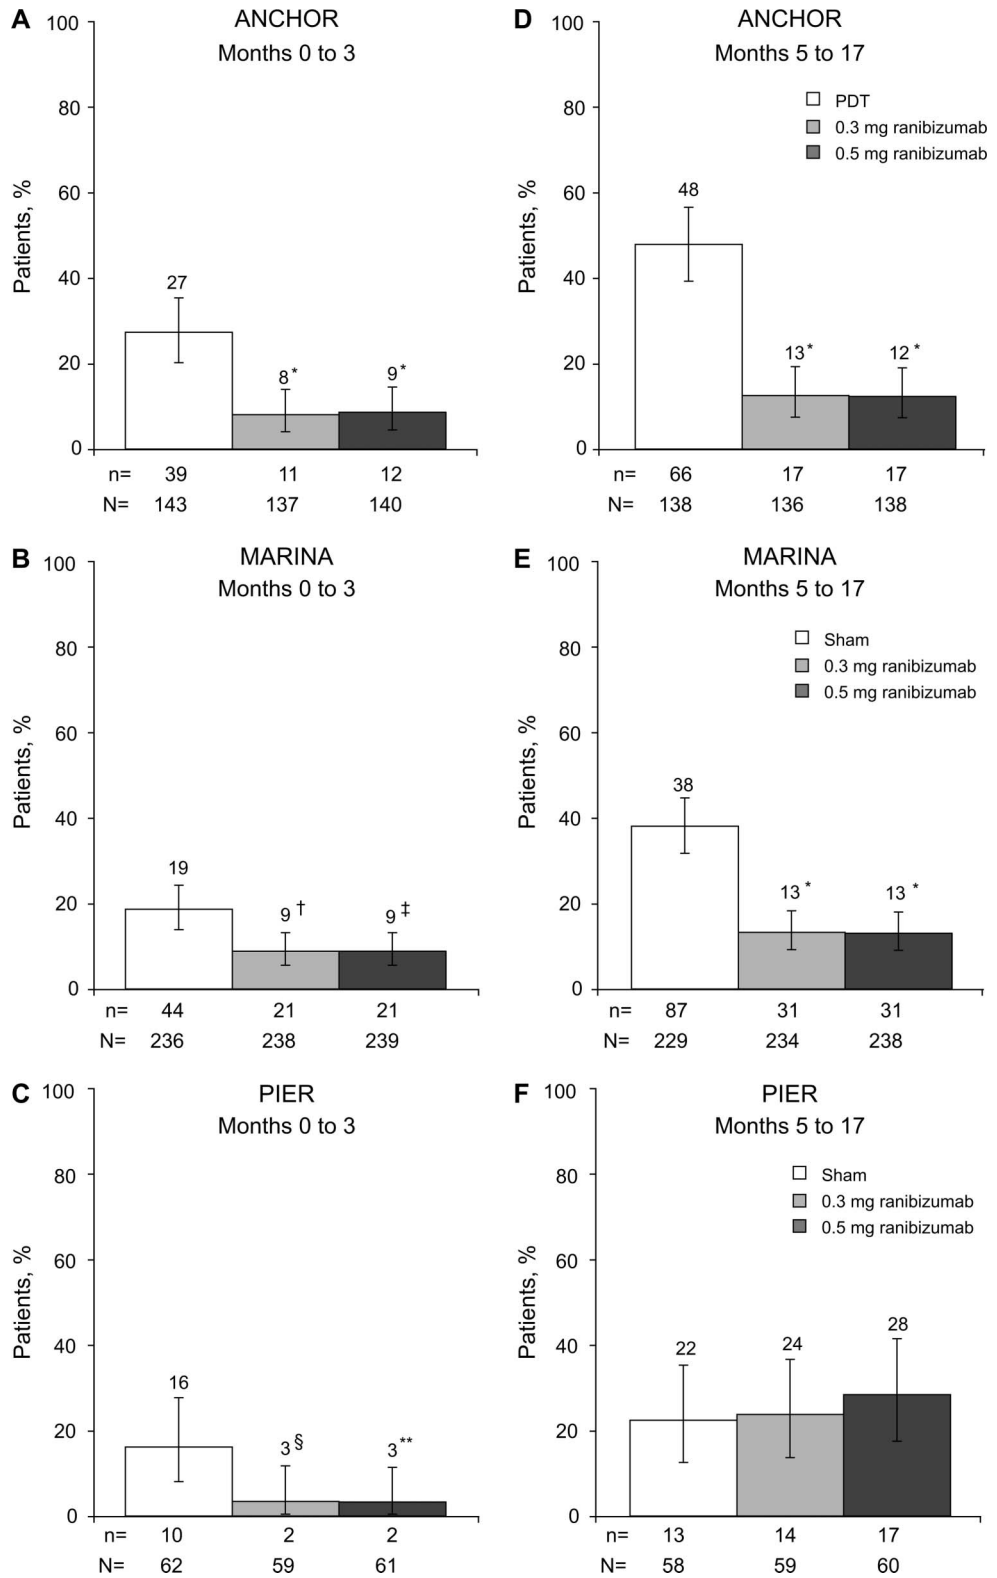 A
ANCHOR
Months 0 to 3
Patients, %
100
80
60
40
20
0
27
8*
9*
n= 39 11 12
N= 143 137 140
D
ANCHOR
Months 5 to 17
Patients, %
100
80
60
40
20
0
PDT
0.3 mg ranibizumab
0.5 mg ranibizumab
48
13*
12*
n= 66 17 17
N= 138 136 138
B
MARINA
Months 0 to 3
Patients, %
100
80
60
40
20
0
19
9†
9‡
n= 44 21 21
N= 236 238 239
E
MARINA
Months 5 to 17
Patients, %
100
80
60
40
20
0
Sham
0.3 mg ranibizumab
0.5 mg ranibizumab
38
13*
13*
n= 87 31 31
N= 229 234 238
C
PIER
Months 0 to 3
Patients, %
100
80
60
40
20
0
16
3§
3**
n= 10 2 2
N= 62 59 61
F
PIER
Months 5 to 17
Patients, %
100
80
60
40
20
0
Sham
0.3 mg ranibizumab
0.5 mg ranibizumab
22
24
28
n= 13 14 17
N= 58 59 60